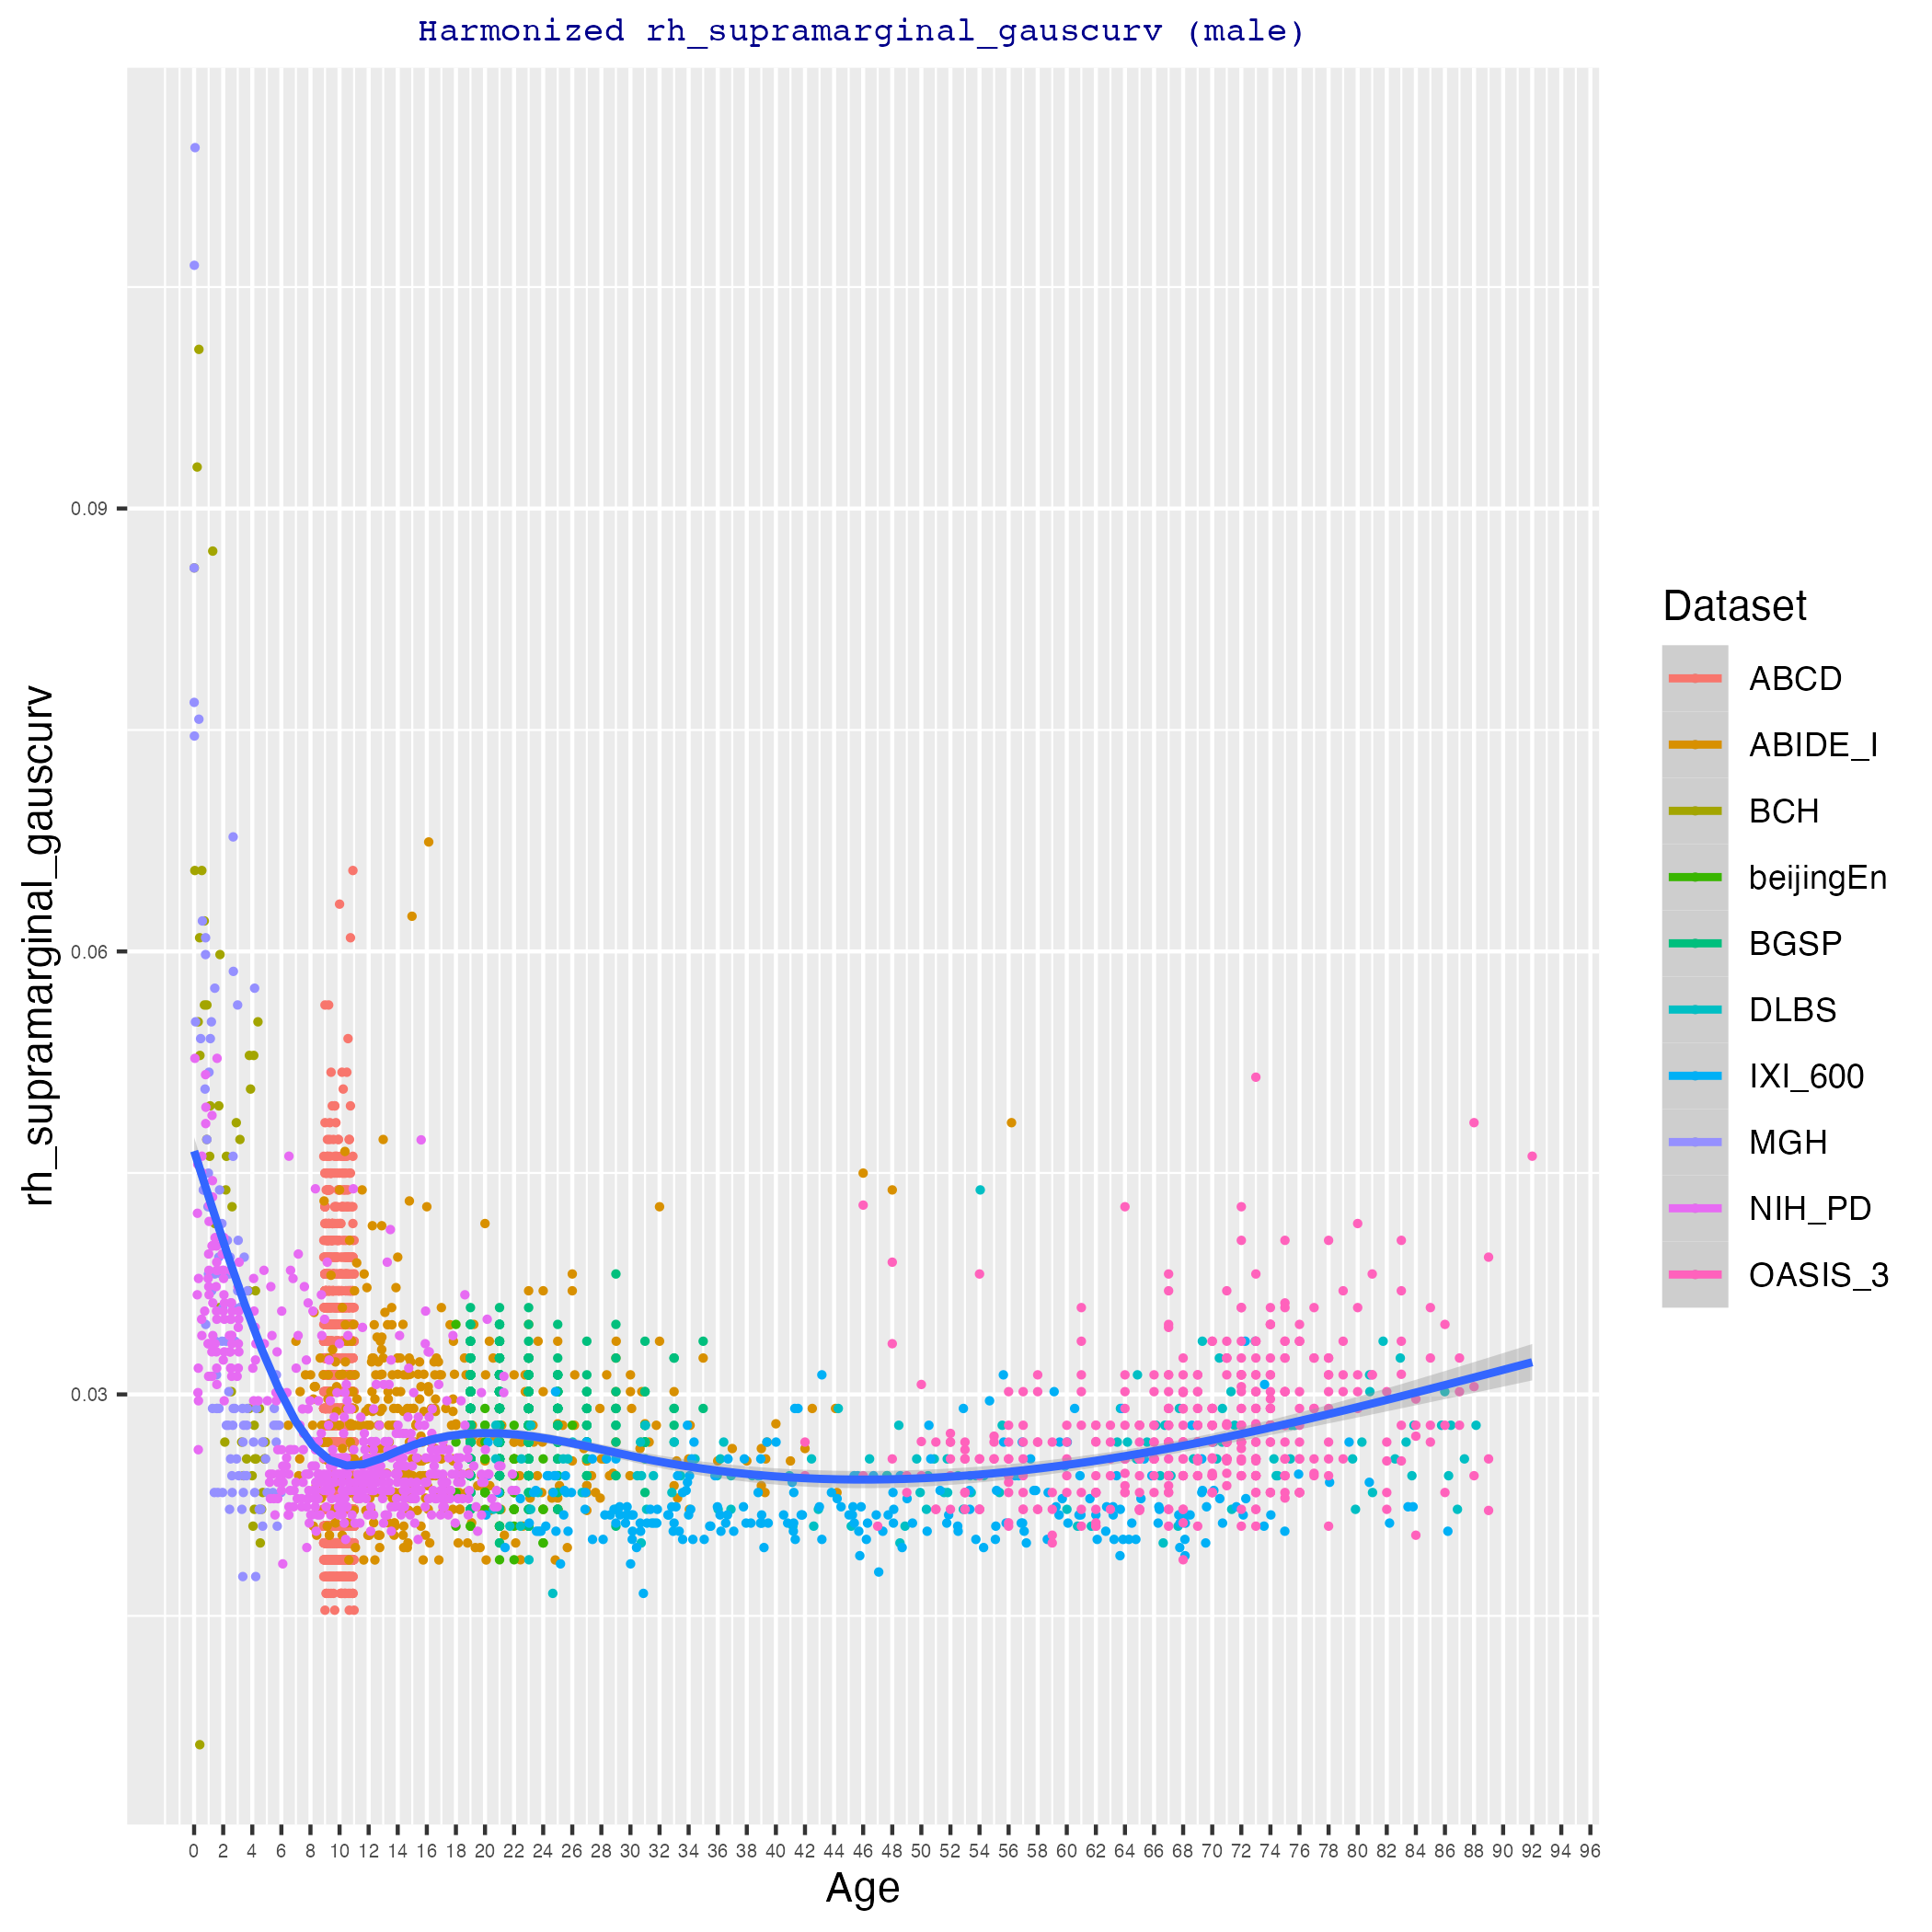 Harmonized rh_supramarginal_gauscurv (male)
rh_supramarginal_gauscurv
0.09
0.06
0.03
0 2 4 6 8 10 12 14 16 18 20 22 24 26 28 30 32 34 36 38 40 42 44 46 48 50 52 54 56 58 60 62 64 66 68 70 72 74 76 78 80 82 84 86 88 90 92 94 96
Age
Dataset
ABCD
ABIDE_I
BCH
beijingEn
BGSP
DLBS
IXI_600
MGH
NIH_PD
OASIS_3